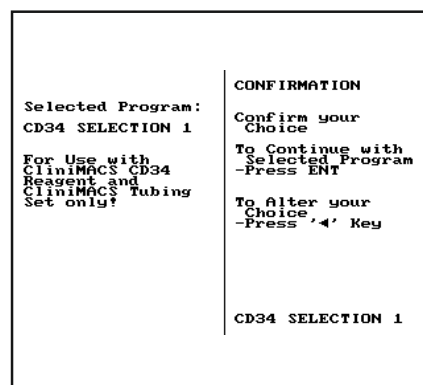 Selected Program:
CD34 SELECTION 1
For Use with
CliniMACS CD34
Reagent and
CliniMACS Tubing
Set only!
CONFIRMATION
Confirm your
Choice
To Continue with
Selected Program
-Press ENT
To Alter your
Choice
-Press '◄' Key
CD34 SELECTION 1